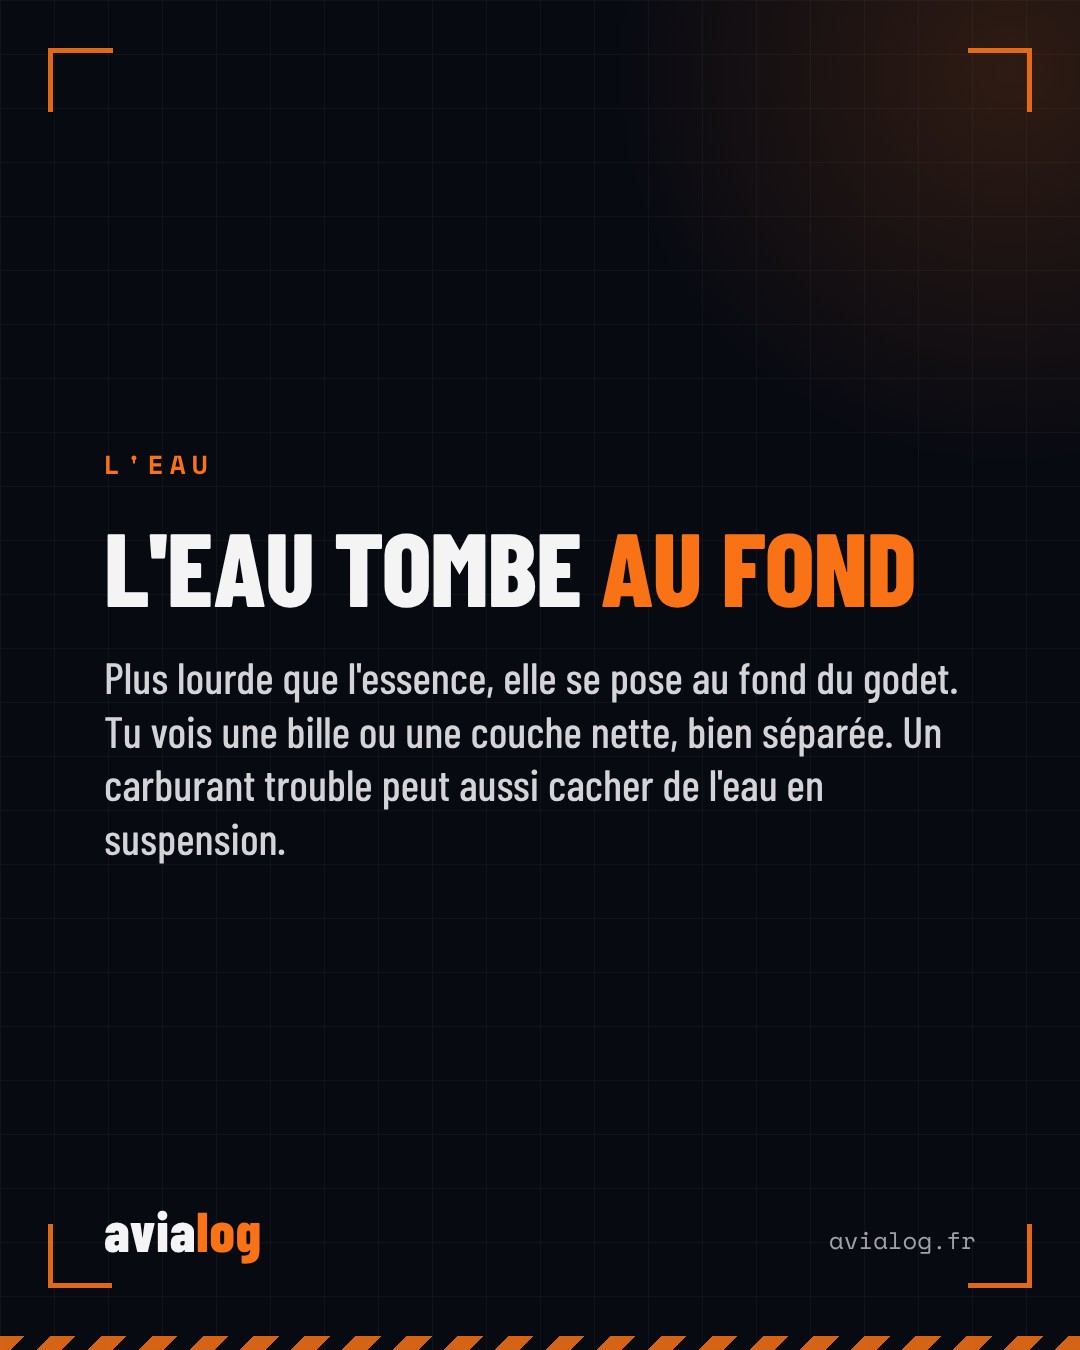 L'EAU
L'EAU TOMBE AU FOND
Plus lourde que l'essence, elle se pose au fond du godet.
Tu vois une bille ou une couche nette, bien séparée. Un
carburant trouble peut aussi cacher de l'eau en
suspension.
avialog
avialog.fr